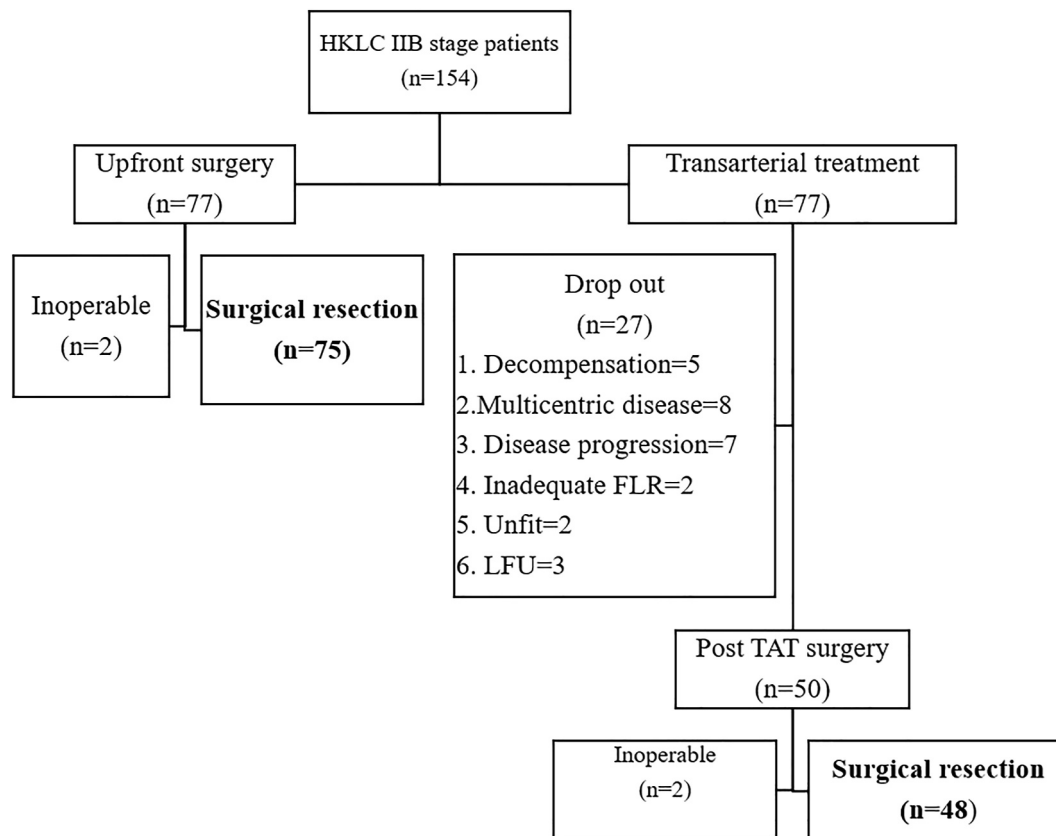 HKLC IIB stage patients
(n=154)
Upfront surgery
(n=77)
Transarterial treatment
(n=77)
Inoperable
(n=2)
Surgical resection
(n=75)
Drop out
(n=27)
1. Decompensation=5
2.Multicentric disease=8
3. Disease progression=7
4. Inadequate FLR=2
5. Unfit=2
6. LFU=3
Post TAT surgery
(n=50)
Inoperable
(n=2)
Surgical resection
(n=48)